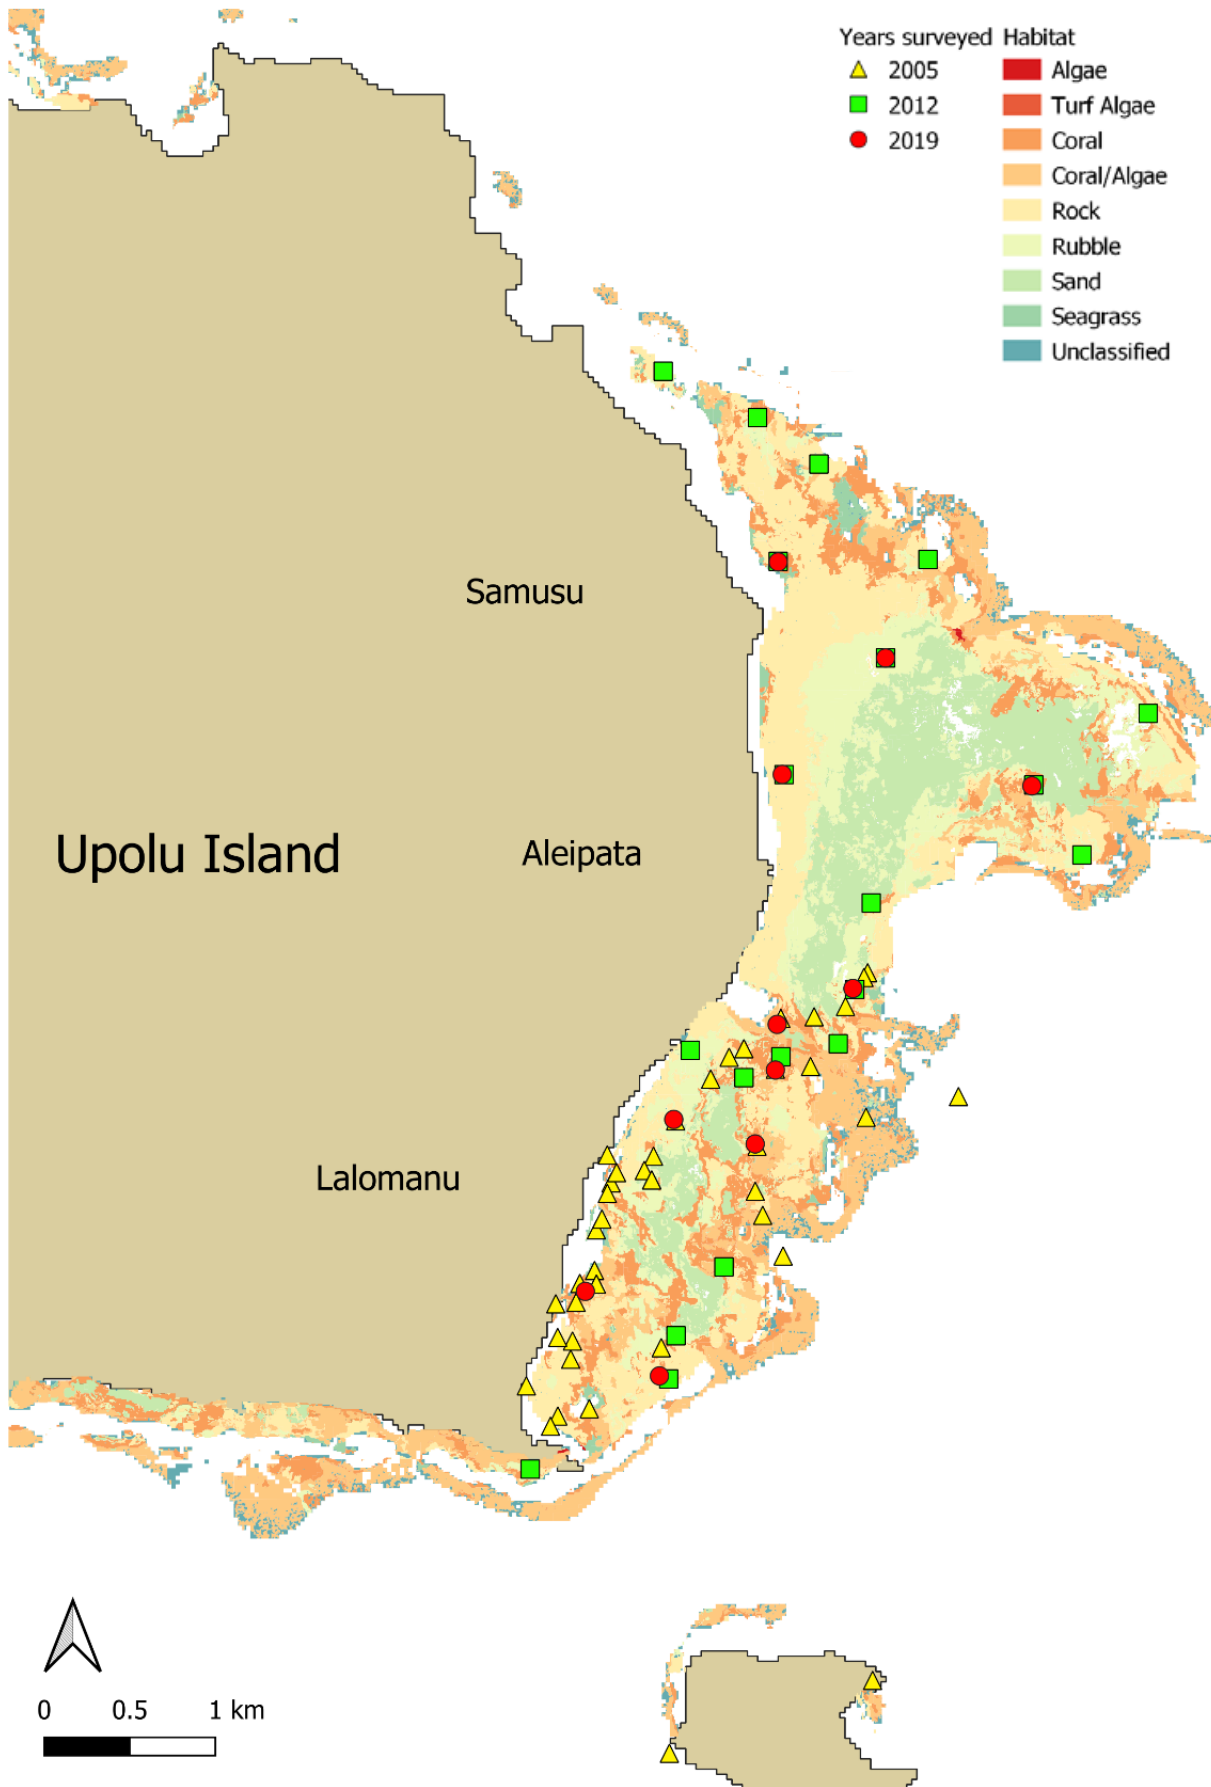 Years surveyed Habitat
2005 Algae
2012 Turf Algae
2019 Coral
Coral/Algae
Rock
Rubble
Sand
Seagrass
Unclassified
Samusu
Upolu Island
Aleipata
Lalomanu
0 0.5 1 km